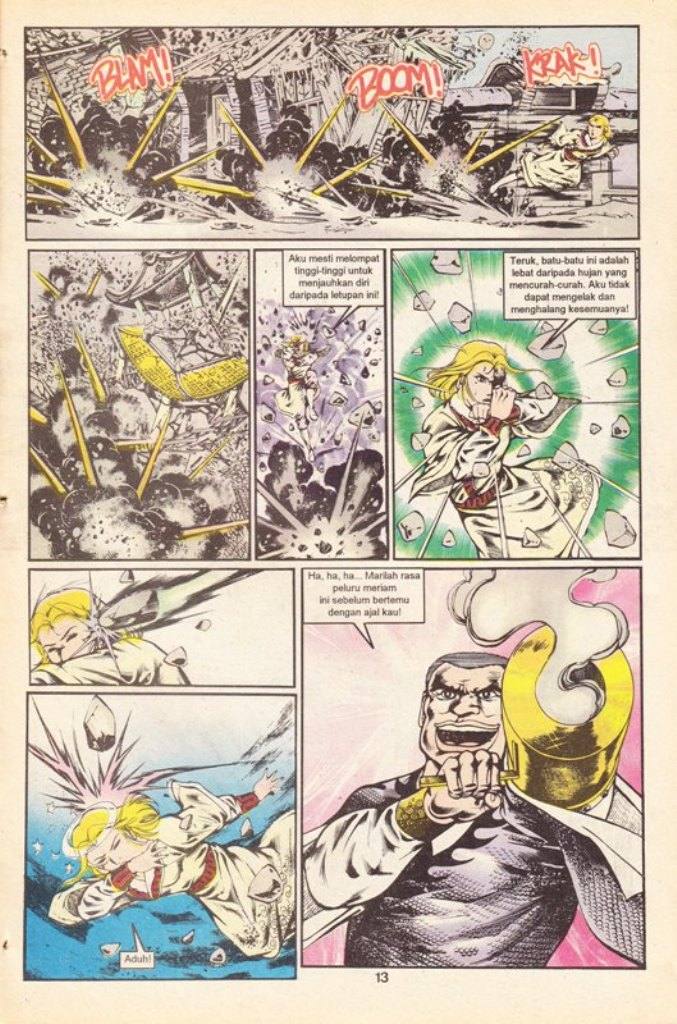 BLAM!
BOOM!
KRAK-!
Aku mesti melompat
tinggi-tinggi untuk
menjauhkan diri
daripada letupan ini!
Teruk, batu-batu ini adalah
lebat daripada hujan yang
mencurah-curah. Aku tidak
dapat mengelak dan
menghalang kesemuanya!
Ha, ha, ha... Marilah rasa
peluru meriam
ini sebelum bertemu
dengan ajal kau!
Aduh!
13